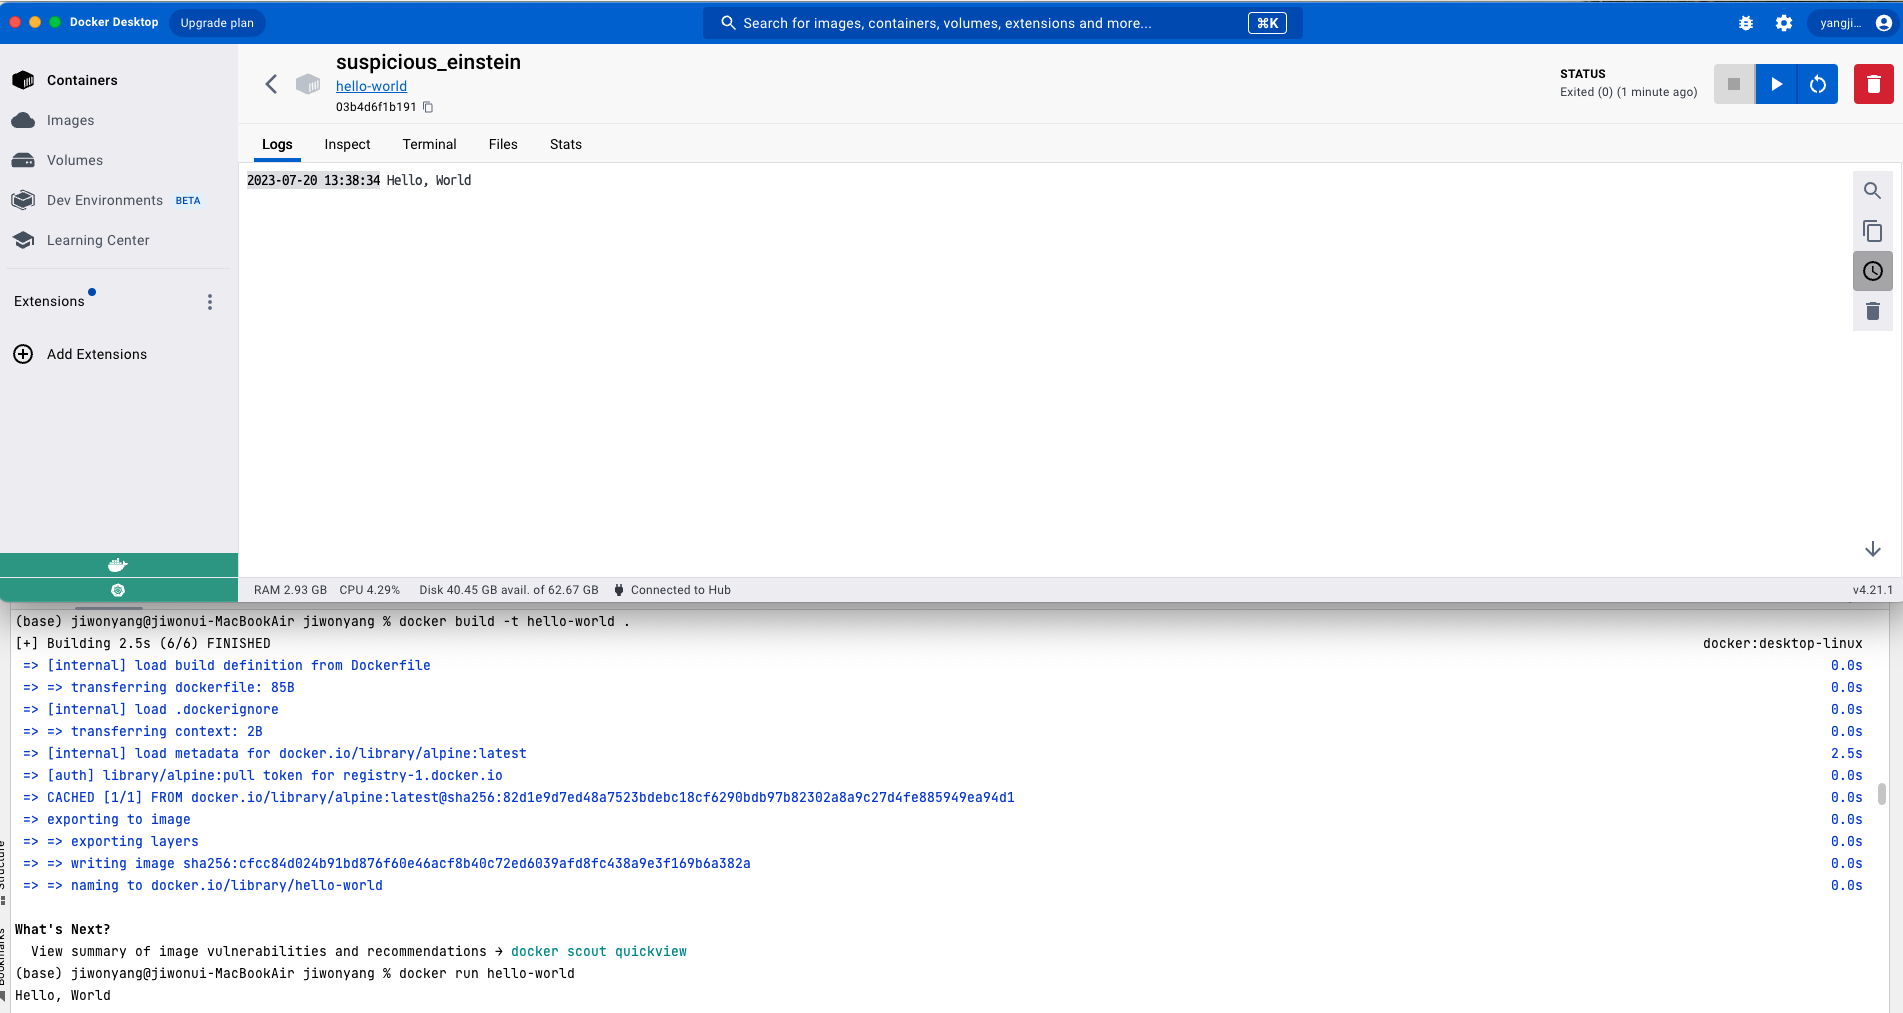 Docker Desktop Upgrade plan Search for images, containers, volumes, extensions and more... ⌘K yangji...
Containers
Images
Volumes
Dev Environments BETA
Learning Center
Extensions
Add Extensions
suspicious_einstein
hello-world
03b4d6f1b191
STATUS
Exited (0) (1 minute ago)
Logs Inspect Terminal Files Stats
2023-07-20 13:38:34 Hello, World
RAM 2.93 GB CPU 4.29% Disk 40.45 GB avail. of 62.67 GB Connected to Hub v4.21.1
(base) jiwonyang@jiwonui-MacBookAir jiwonyang % docker build -t hello-world .
[+] Building 2.5s (6/6) FINISHED docker:desktop-linux
=> [internal] load build definition from Dockerfile 0.0s
=> => transferring dockerfile: 85B 0.0s
=> [internal] load .dockerignore 0.0s
=> => transferring context: 2B 0.0s
=> [internal] load metadata for docker.io/library/alpine:latest 2.5s
=> [auth] library/alpine:pull token for registry-1.docker.io 0.0s
=> CACHED [1/1] FROM docker.io/library/alpine:latest@sha256:82d1e9d7ed48a7523bdebc18cf6290bdb97b82302a8a9c27d4fe885949ea94d1 0.0s
=> exporting to image 0.0s
=> => exporting layers 0.0s
=> => writing image sha256:cfcc84d024b91bd876f60e46acf8b40c72ed6039afd8fc438a9e3f169b6a382a 0.0s
=> => naming to docker.io/library/hello-world 0.0s
What's Next?
View summary of image vulnerabilities and recommendations → docker scout quickview
(base) jiwonyang@jiwonui-MacBookAir jiwonyang % docker run hello-world
Hello, World